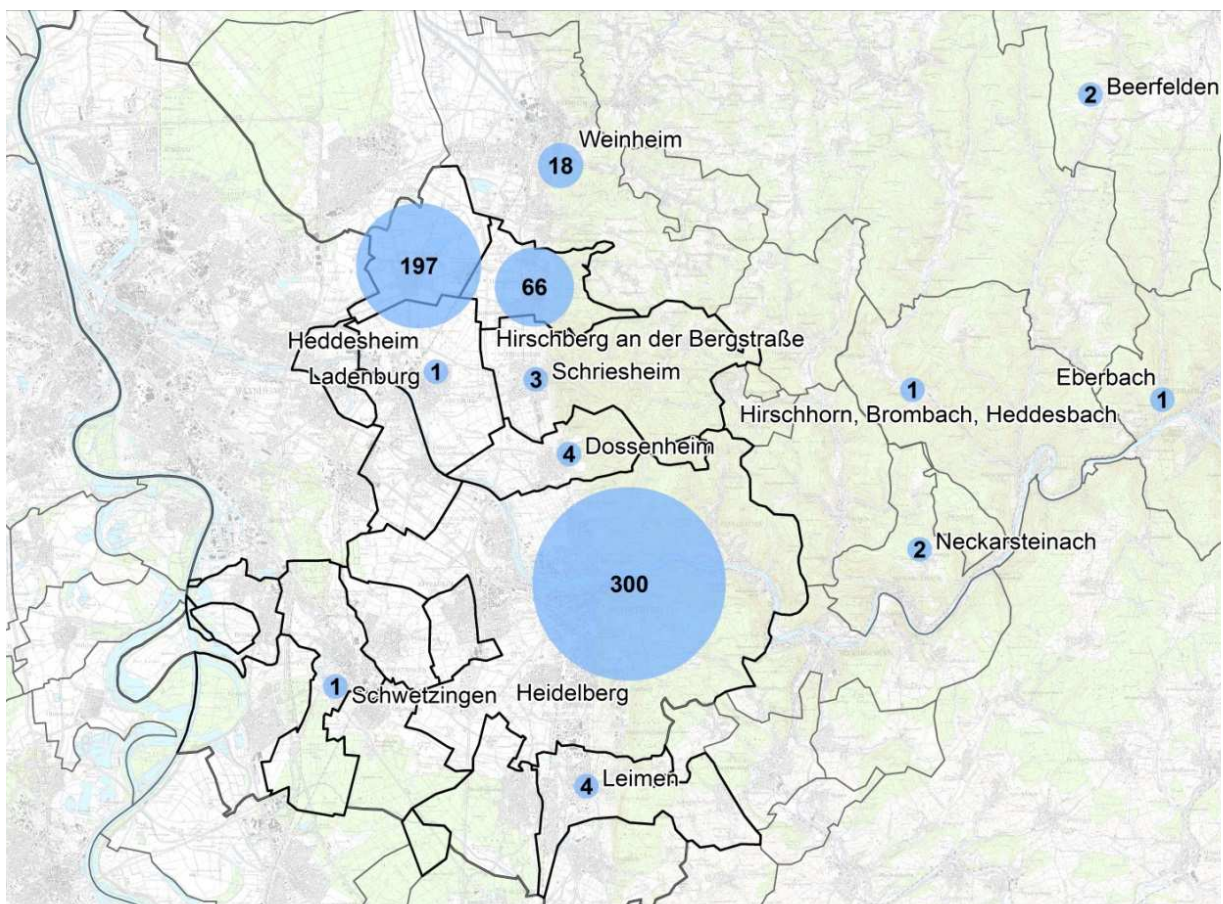 2 Beerfelden
Weinheim
18
197
66
Heddesheim
Hirschberg an der Bergstraße
Ladenburg 1
3 Schriesheim
Eberbach 1
1
Hirschhorn, Brombach, Heddesbach
4 Dossenheim
2 Neckarsteinach
300
1 Schwetzingen
Heidelberg
4 Leimen